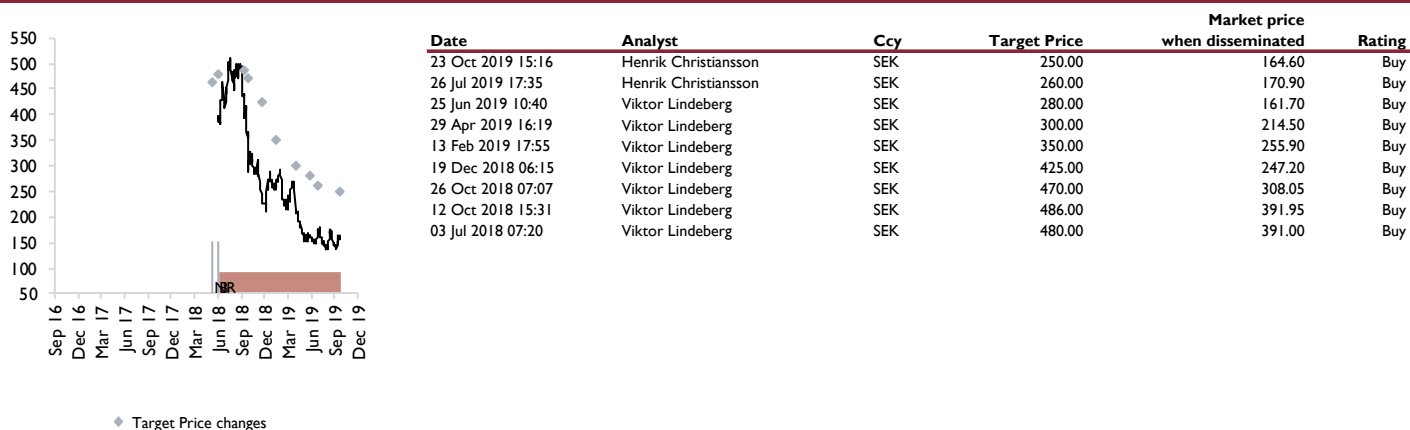 Market price
Date Analyst Ccy Target Price when disseminated Rating
23 Oct 2019 15:16 Henrik Christiansson SEK 250.00 164.60 Buy
26 Jul 2019 17:35 Henrik Christiansson SEK 260.00 170.90 Buy
25 Jun 2019 10:40 Viktor Lindeberg SEK 280.00 161.70 Buy
29 Apr 2019 16:19 Viktor Lindeberg SEK 300.00 214.50 Buy
13 Feb 2019 17:55 Viktor Lindeberg SEK 350.00 255.90 Buy
19 Dec 2018 06:15 Viktor Lindeberg SEK 425.00 247.20 Buy
26 Oct 2018 07:07 Viktor Lindeberg SEK 470.00 308.05 Buy
12 Oct 2018 15:31 Viktor Lindeberg SEK 486.00 391.95 Buy
03 Jul 2018 07:20 Viktor Lindeberg SEK 480.00 391.00 Buy
550
500
450
400
350
300
250
200
150
100
50
Sep 16
Dec 16
Mar 17
Jun 17
Sep 17
Dec 17
Mar 18
Jun 18
Sep 18
Dec 18
Mar 19
Jun 19
Sep 19
Dec 19
Target Price changes